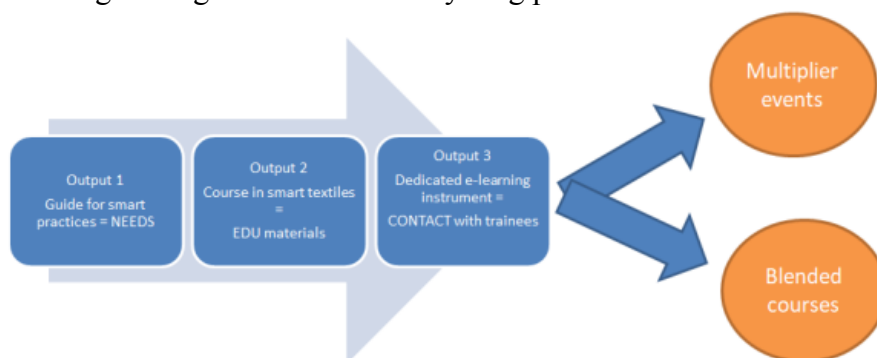 Output 1
Guide for smart
practices = NEEDS
Output 2
Course in smart textiles
=
EDU materials
Output 3
Dedicated e-learning
instrument =
CONTACT with trainees
Multiplier
events
Blended
courses